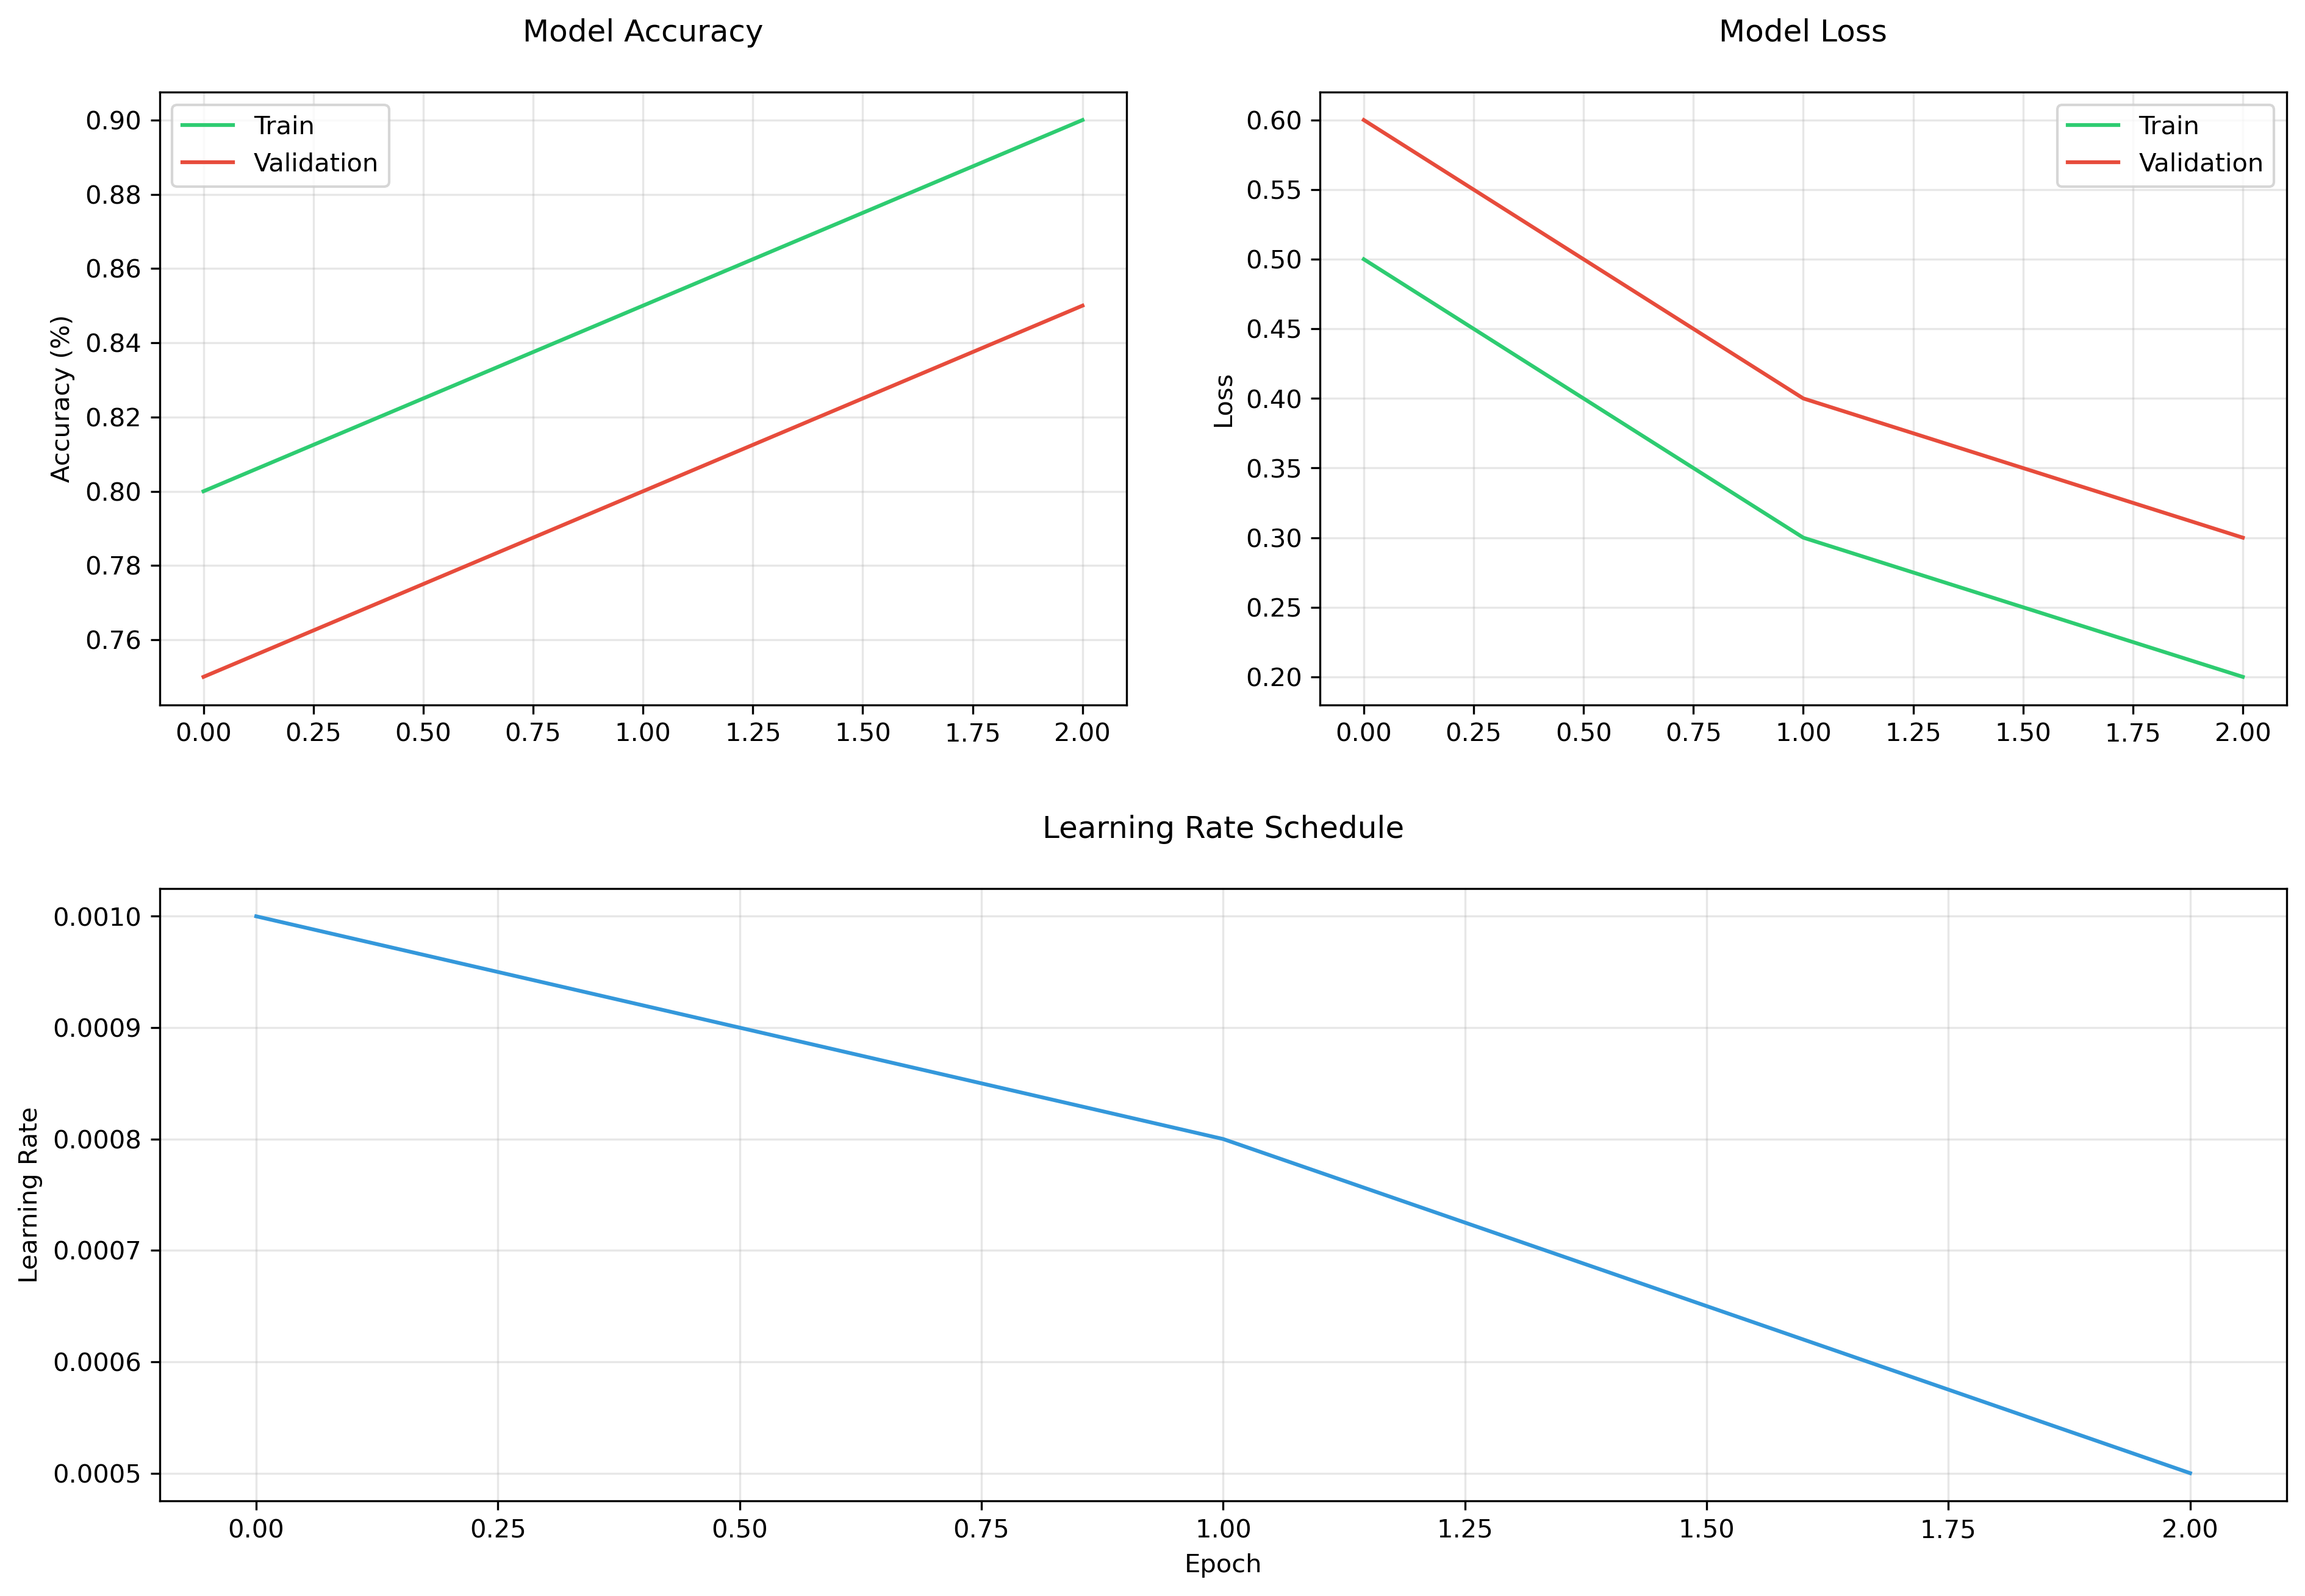 Model Accuracy
Train
Validation
Accuracy (%)
0.90
0.88
0.86
0.84
0.82
0.80
0.78
0.76
0.00 0.25 0.50 0.75 1.00 1.25 1.50 1.75 2.00
Model Loss
Train
Validation
Loss
0.60
0.55
0.50
0.45
0.40
0.35
0.30
0.25
0.20
0.00 0.25 0.50 0.75 1.00 1.25 1.50 1.75 2.00
Learning Rate Schedule
Learning Rate
0.0010
0.0009
0.0008
0.0007
0.0006
0.0005
0.00 0.25 0.50 0.75 1.00 1.25 1.50 1.75 2.00
Epoch